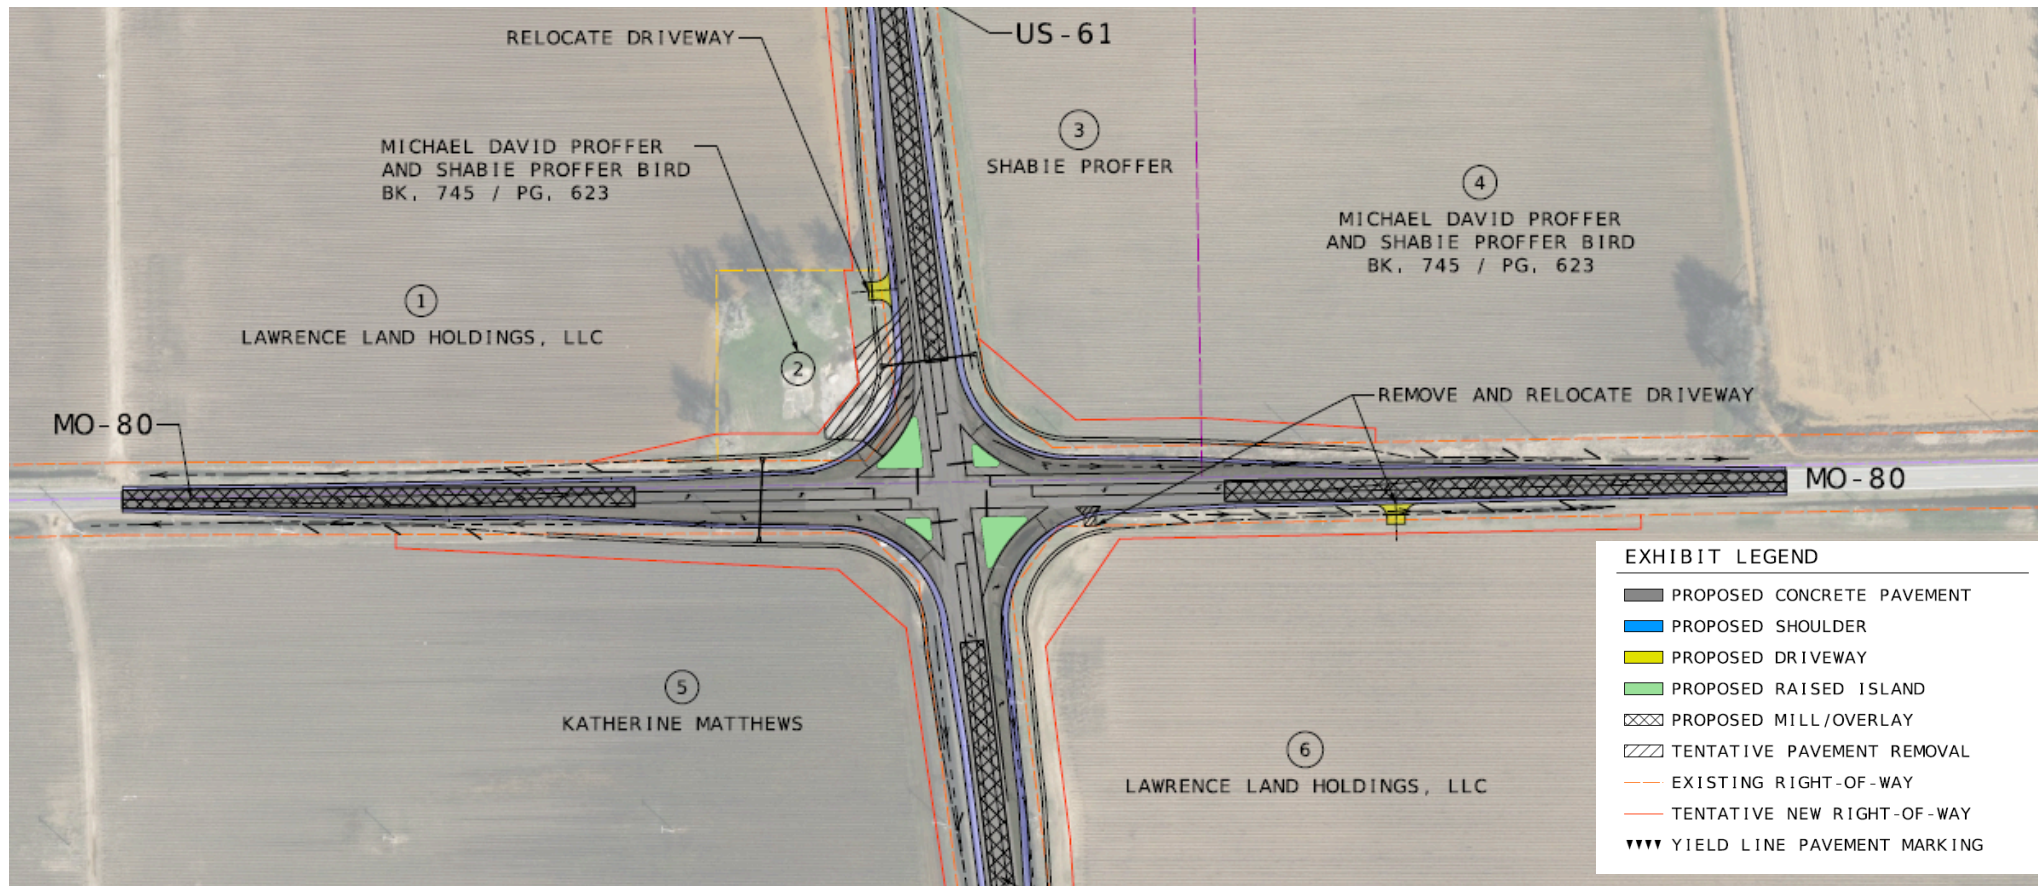 RELOCATE DRIVEWAY
US-61
MICHAEL DAVID PROFFER
AND SHABIE PROFFER BIRD
BK. 745 / PG. 623
3
SHABIE PROFFER
4
MICHAEL DAVID PROFFER
AND SHABIE PROFFER BIRD
BK. 745 / PG. 623
1
LAWRENCE LAND HOLDINGS, LLC
2
REMOVE AND RELOCATE DRIVEWAY
MO-80
MO-80
5
KATHERINE MATTHEWS
6
LAWRENCE LAND HOLDINGS, LLC
EXHIBIT LEGEND
PROPOSED CONCRETE PAVEMENT
PROPOSED SHOULDER
PROPOSED DRIVEWAY
PROPOSED RAISED ISLAND
PROPOSED MILL/OVERLAY
TENTATIVE PAVEMENT REMOVAL
EXISTING RIGHT-OF-WAY
TENTATIVE NEW RIGHT-OF-WAY
YIELD LINE PAVEMENT MARKING